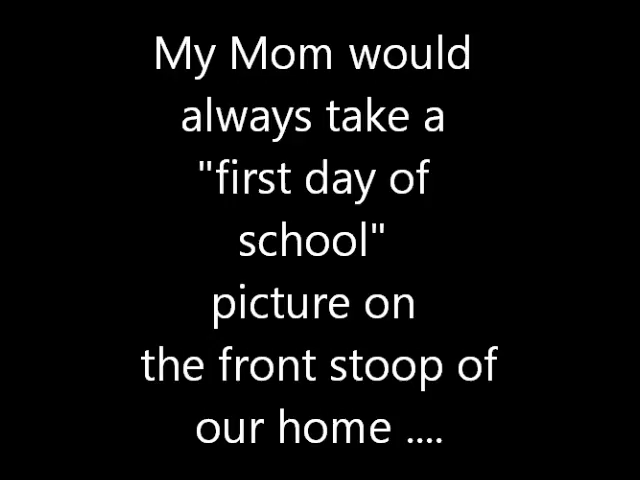 My Mom would
always take a
"first day of
school"
picture on
the front stoop of
our home ....